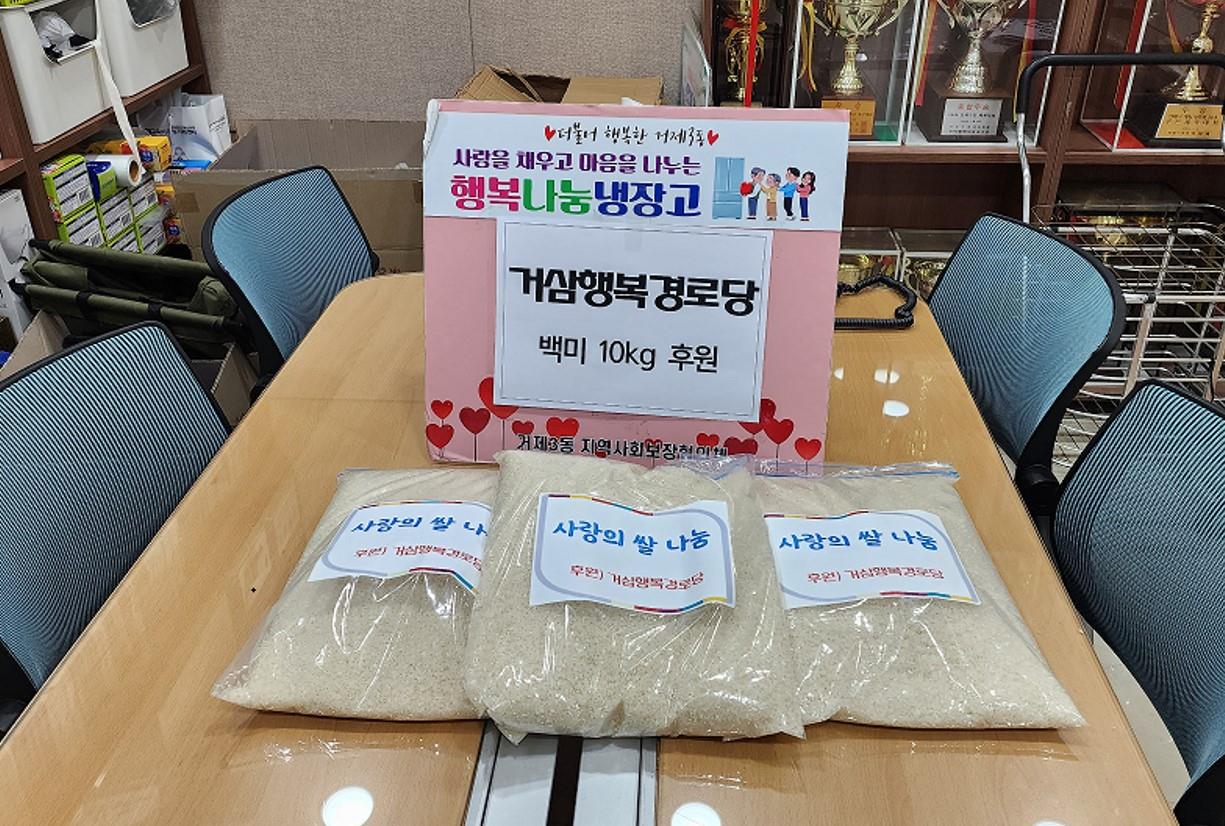 ♥더불어 행복한 거제3동♥
사랑을 채우고 마음을 나누는
행복나눔냉장고
거삼행복경로당
백미 10kg 후원
거제3동 지역사회보장협의체
사랑의 쌀 나
후원) 거삼행복경로당
사랑의 쌀 나눔
후원) 거삼행복경로당
사랑의 쌀 나눔
후원) 거삼행복경로당